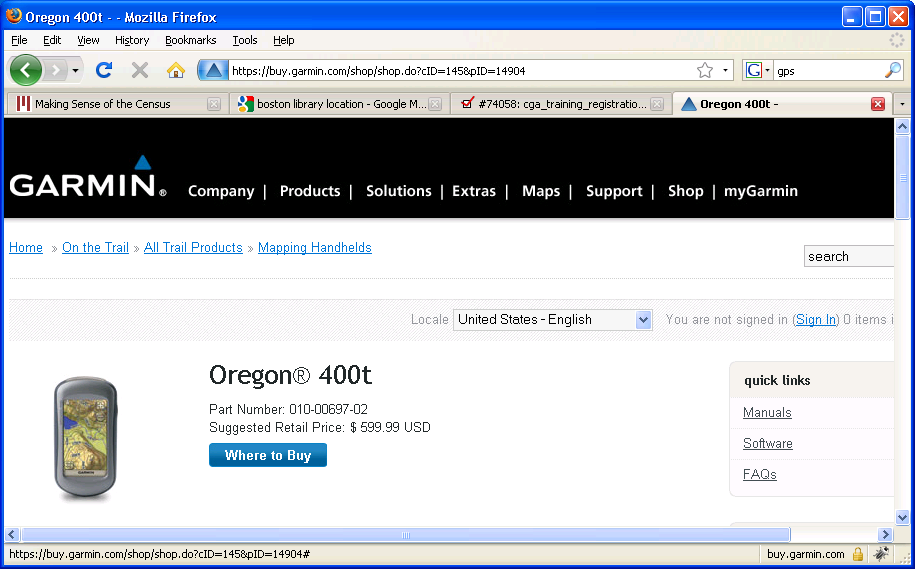 Oregon 400t - - Mozilla Firefox
File Edit View History Bookmarks Tools Help
https://buy.garmin.com/shop/shop.do?cID=145&pID=14904
G gps
Making Sense of the Census
boston library location - Google M...
#74058: cga_training_registratio...
Oregon 400t -
GARMIN®
Company | Products | Solutions | Extras | Maps | Support | Shop | myGarmin
Home » On the Trail » All Trail Products » Mapping Handhelds
search
Locale United States - English You are not signed in (Sign In) 0 items i
Oregon® 400t
Part Number: 010-00697-02
Suggested Retail Price: $ 599.99 USD
Where to Buy
quick links
Manuals
Software
FAQs
https://buy.garmin.com/shop/shop.do?cID=145&pID=14904#
buy.garmin.com